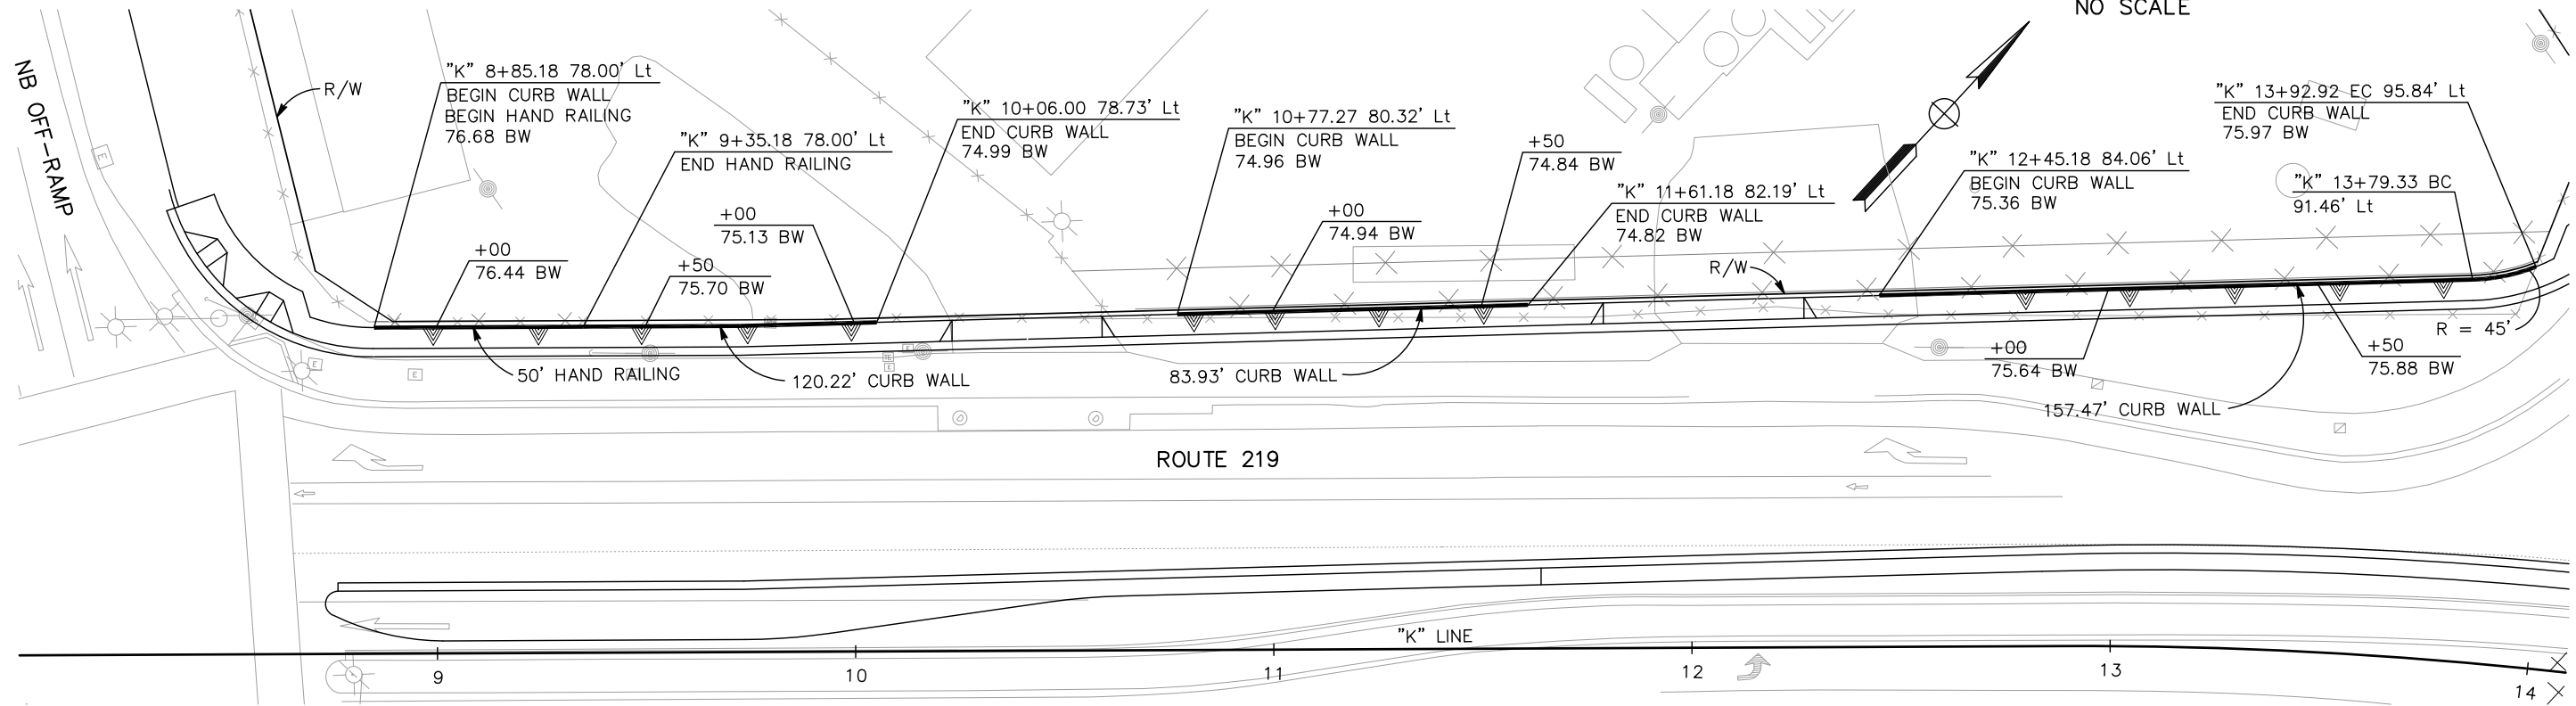 NO SCALE
NB OFF-RAMP
R/W
"K" 8+85.18 78.00' Lt
BEGIN CURB WALL
BEGIN HAND RAILING
76.68 BW
"K" 9+35.18 78.00' Lt
END HAND RAILING
"K" 10+06.00 78.73' Lt
END CURB WALL
74.99 BW
"K" 10+77.27 80.32' Lt
BEGIN CURB WALL
74.96 BW
+50
74.84 BW
"K" 11+61.18 82.19' Lt
END CURB WALL
74.82 BW
"K" 12+45.18 84.06' Lt
BEGIN CURB WALL
75.36 BW
"K" 13+92.92 EC 95.84' Lt
END CURB WALL
75.97 BW
"K" 13+79.33 BC
91.46' Lt
+00
76.44 BW
+50
75.70 BW
+00
75.13 BW
+00
74.94 BW
R/W
R = 45'
+00
75.64 BW
+50
75.88 BW
50' HAND RAILING
120.22' CURB WALL
83.93' CURB WALL
157.47' CURB WALL
E
E
E
E
E
E
ROUTE 219
"K" LINE
9
10
11
12
13
14